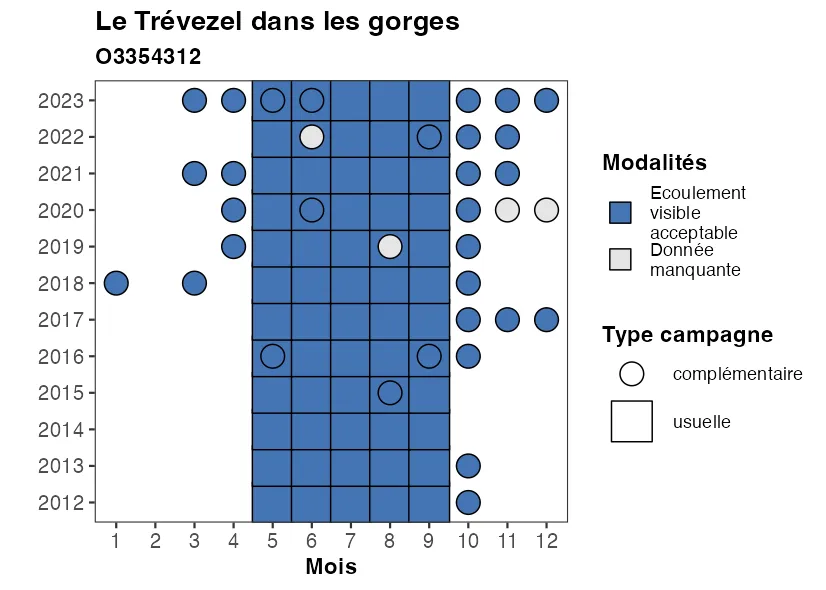 Le Trévezel dans les gorges
O3354312
2023
2022
2021
2020
2019
2018
2017
2016
2015
2014
2013
2012
1 2 3 4 5 6 7 8 9 10 11 12
Mois
Modalités
Ecoulement
visible
acceptable
Donnée
manquante
Type campagne
complémentaire
usuelle